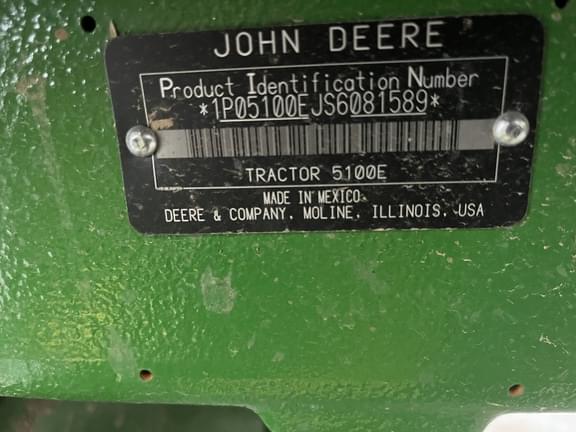 JOHN DEERE
Product Identification Number
*1P05100EJS6081589*
TRACTOR 5100E
MADE IN MEXICO
DEERE & COMPANY, MOLINE, ILLINOIS, USA